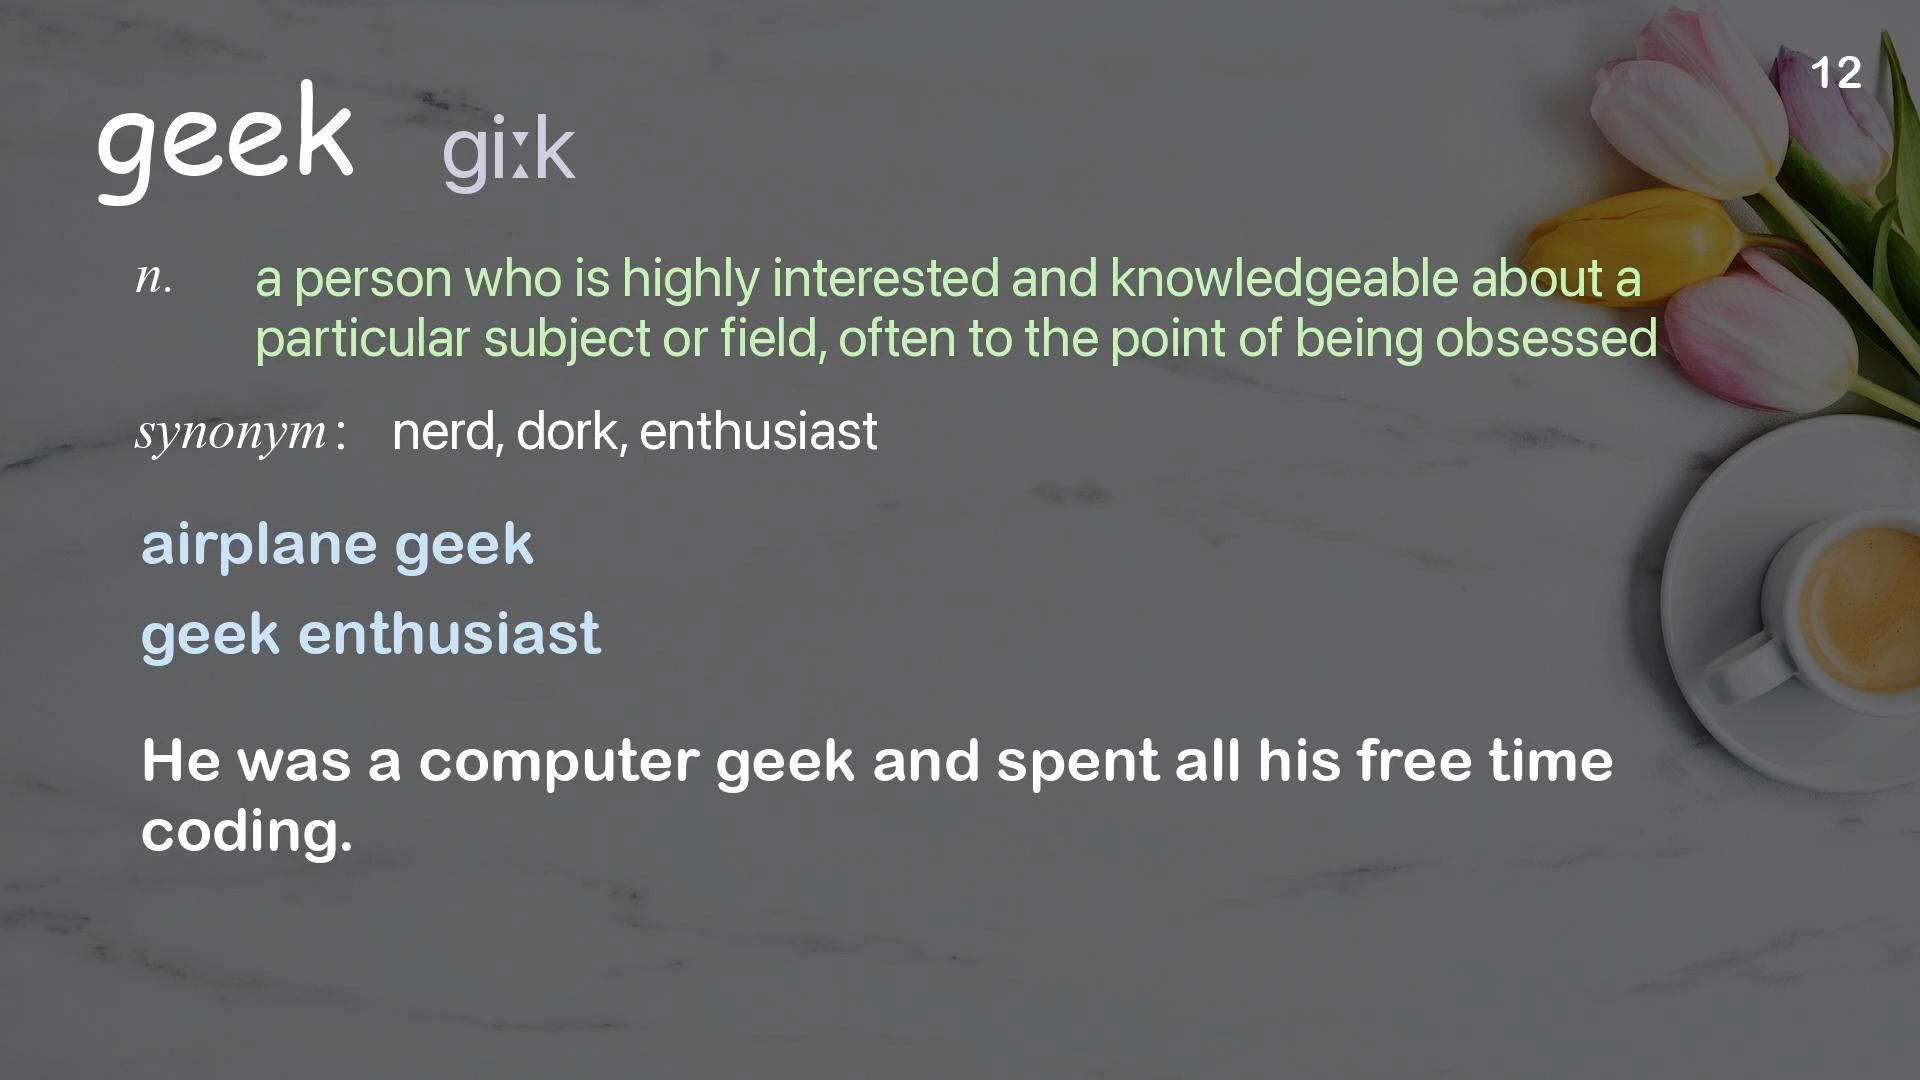 12
geek giːk
n. a person who is highly interested and knowledgeable about a
particular subject or field, often to the point of being obsessed
synonym: nerd, dork, enthusiast
airplane geek
geek enthusiast
He was a computer geek and spent all his free time
coding.